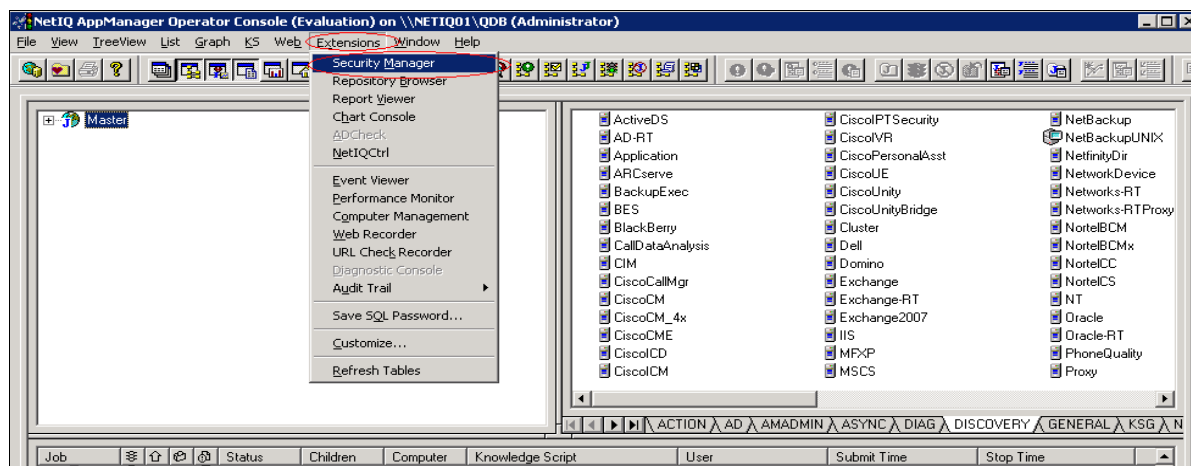 NetIQ AppManager Operator Console (Evaluation) on \\NETIQ01\QDB (Administrator)
File View TreeView List Graph KS Web Extensions Window Help
Security Manager
Repository Browser
Report Viewer
Chart Console
ADCheck
NetIQCtrl
Event Viewer
Performance Monitor
Computer Management
Web Recorder
URL Check Recorder
Diagnostic Console
Audit Trail
Save SQL Password...
Customize...
Refresh Tables
Master
ActiveDS
AD-RT
Application
ARCserve
BackupExec
BES
BlackBerry
CallDataAnalysis
CIM
CiscoCallMgr
CiscoCM
CiscoCM_4x
CiscoCME
CiscoICD
CiscoICM
CiscoIPTSecurity
CiscoIVR
CiscoPersonalAsst
CiscoUE
CiscoUnity
CiscoUnityBridge
Cluster
Dell
Domino
Exchange
Exchange-RT
Exchange2007
IIS
MFXP
MSCS
NetBackup
NetBackupUNIX
NetfinityDir
NetworkDevice
Networks-RT
Networks-RTProxy
NortelBCM
NortelBCMx
NortelCC
NortelCS
NT
Oracle
Oracle-RT
PhoneQuality
Proxy
ACTION AD AMADMIN ASYNC DIAG DISCOVERY GENERAL KSG N
Job Status Children Computer Knowledge Script User Submit Time Stop Time